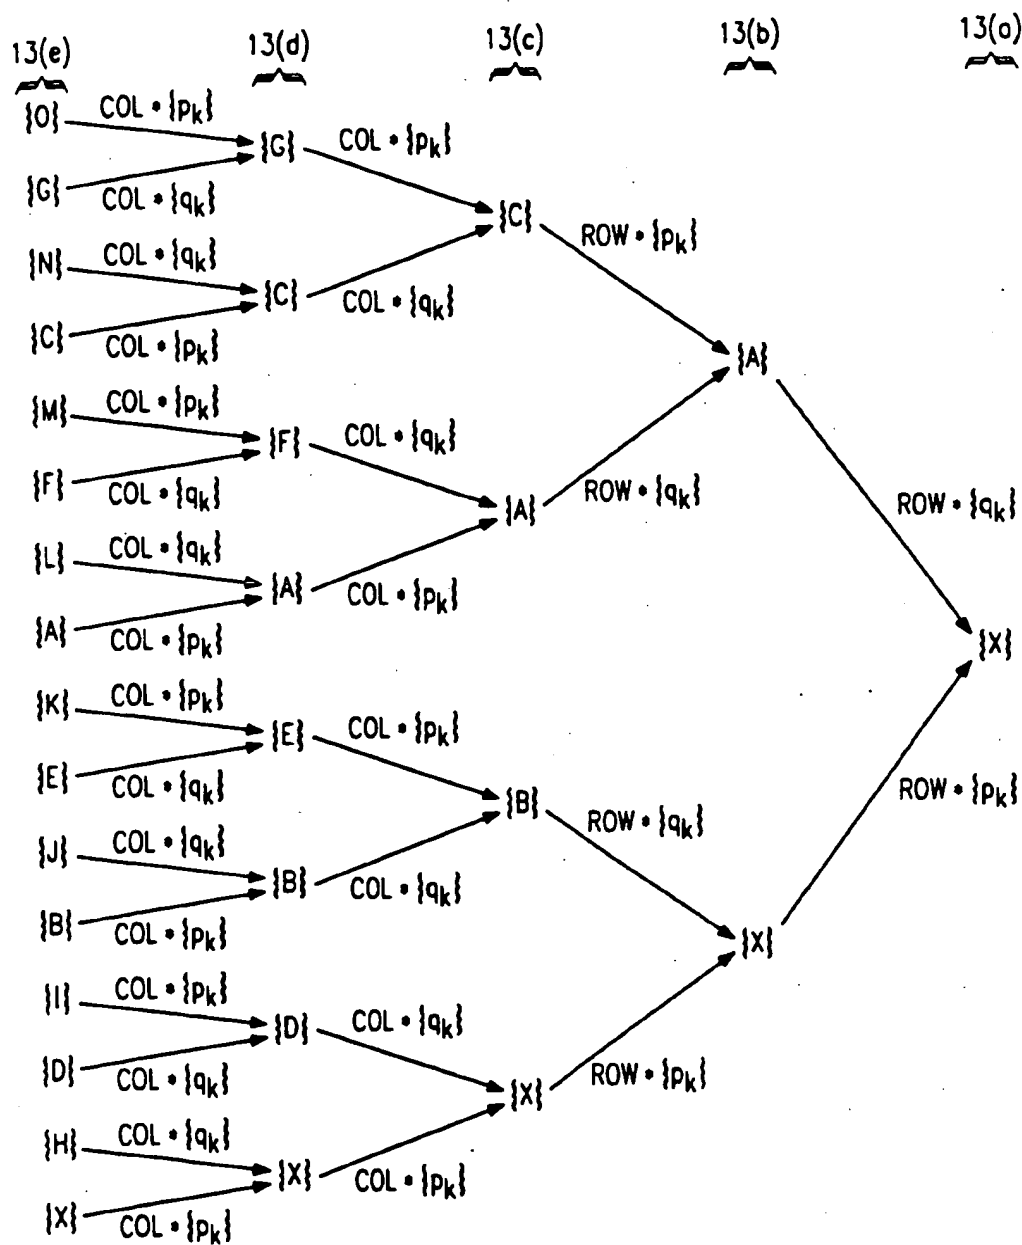 13(e) 13(d) 13(c) 13(b) 13(a)
{O} COL • {pk}
{G} COL • {pk}
{G} COL • {qk}
{C} ROW • {pk}
{N} COL • {qk}
{C} COL • {qk}
{C} COL • {pk}
{A}
{M} COL • {pk}
{F} COL • {qk}
{F} COL • {qk}
{A} ROW • {qk}
ROW • {qk}
{L} COL • {qk}
{A} COL • {pk}
{A} COL • {pk}
{X}
{K} COL • {pk}
{E} COL • {pk}
{E} COL • {qk}
{B} ROW • {qk}
ROW • {pk}
{J} COL • {qk}
{B} COL • {qk}
{B} COL • {pk}
{X}
{I} COL • {pk}
{D} COL • {qk}
{D} COL • {qk}
{X} ROW • {pk}
{H} COL • {qk}
{X} COL • {pk}
{X} COL • {pk}